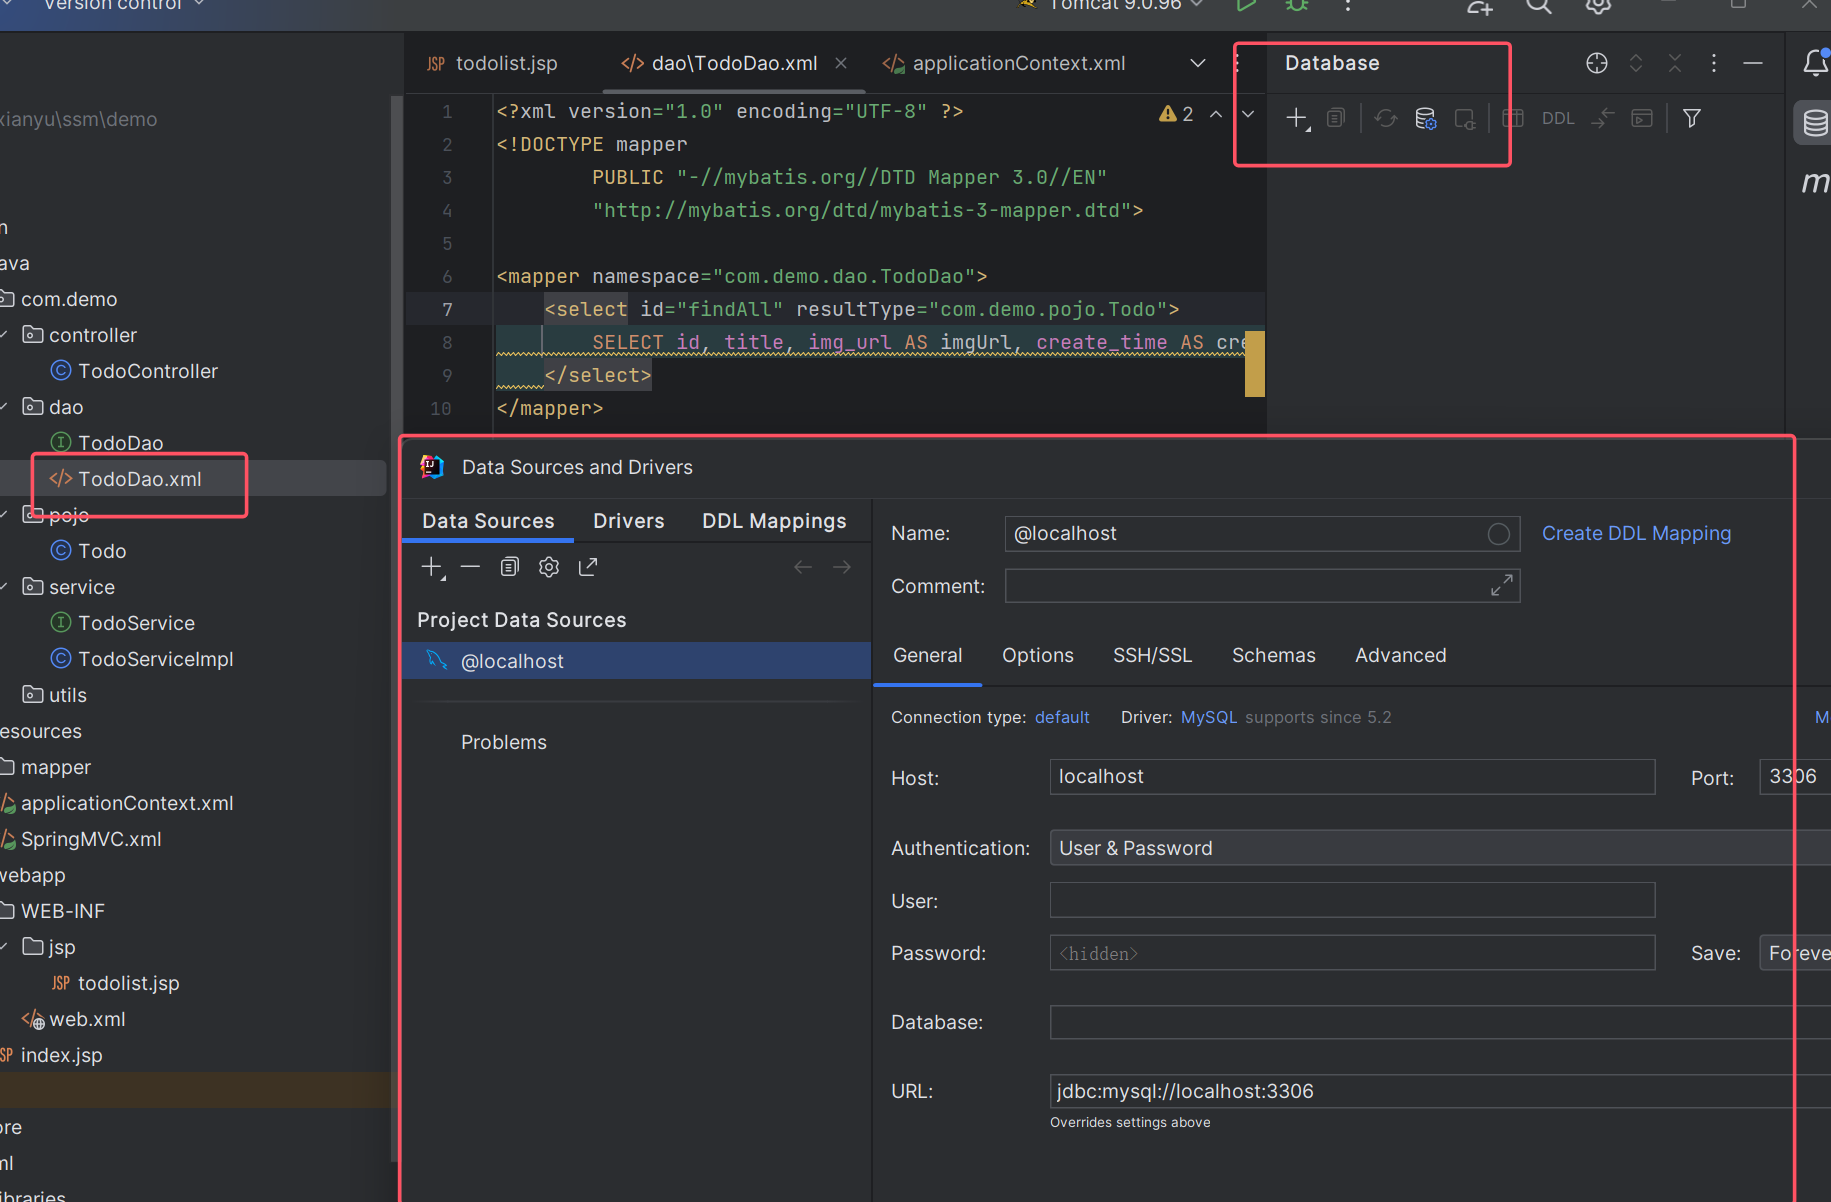 Version control
Tomcat 9.0.96
xianyu\ssm\demo
ava
com.demo
controller
TodoController
dao
TodoDao
TodoDao.xml
pojo
Todo
service
TodoService
TodoServiceImpl
utils
esources
mapper
applicationContext.xml
SpringMVC.xml
webapp
WEB-INF
jsp
JSP todolist.jsp
web.xml
SP index.jsp
ore
ml
ibraries
JSP todolist.jsp
dao\TodoDao.xml
applicationContext.xml
2
1 <?xml version="1.0" encoding="UTF-8" ?>
2 <!DOCTYPE mapper
3 PUBLIC "-//mybatis.org//DTD Mapper 3.0//EN"
4 "http://mybatis.org/dtd/mybatis-3-mapper.dtd">
5
6 <mapper namespace="com.demo.dao.TodoDao">
7 <select id="findAll" resultType="com.demo.pojo.Todo">
8 SELECT id, title, img_url AS imgUrl, create_time AS cre
9 </select>
10 </mapper>
Database
DDL
m
Data Sources and Drivers
Data Sources Drivers DDL Mappings
Project Data Sources
@localhost
Problems
Name: @localhost Create DDL Mapping
Comment:
General Options SSH/SSL Schemas Advanced
Connection type: default Driver: MySQL supports since 5.2 M
Host: localhost Port: 3306
Authentication: User & Password
User:
Password: <hidden> Save: Foreve
Database:
URL: jdbc:mysql://localhost:3306
Overrides settings above